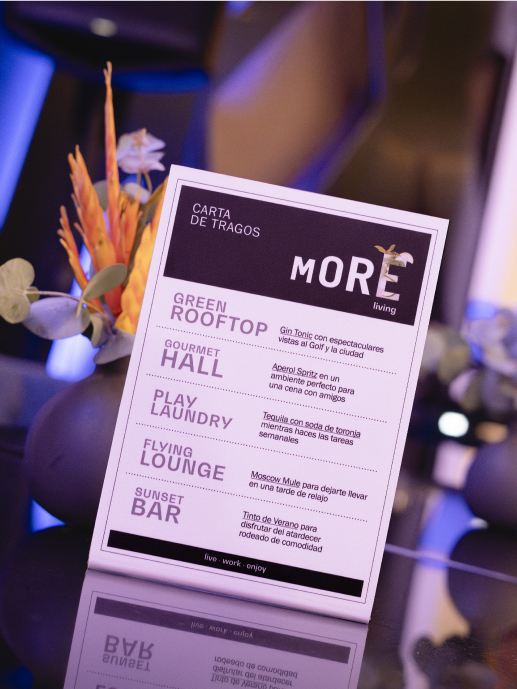 CARTA
DE TRAGOS
MORE
living
GREEN
ROOFTOP
Gin Tonic con espectaculares
vistas al Golf y la ciudad
GOURMET
HALL
Aperol Spritz en un
ambiente perfecto para
una cena con amigos
PLAY
LAUNDRY
Tequila con soda de toronja
mientras haces las tareas
semanales
FLYING
LOUNGE
Moscow Mule para dejarte llevar
en una tarde de relajo
SUNSET
BAR
Tinto de Verano para
disfrutar del atardecer
rodeado de comodidad
live · work · enjoy